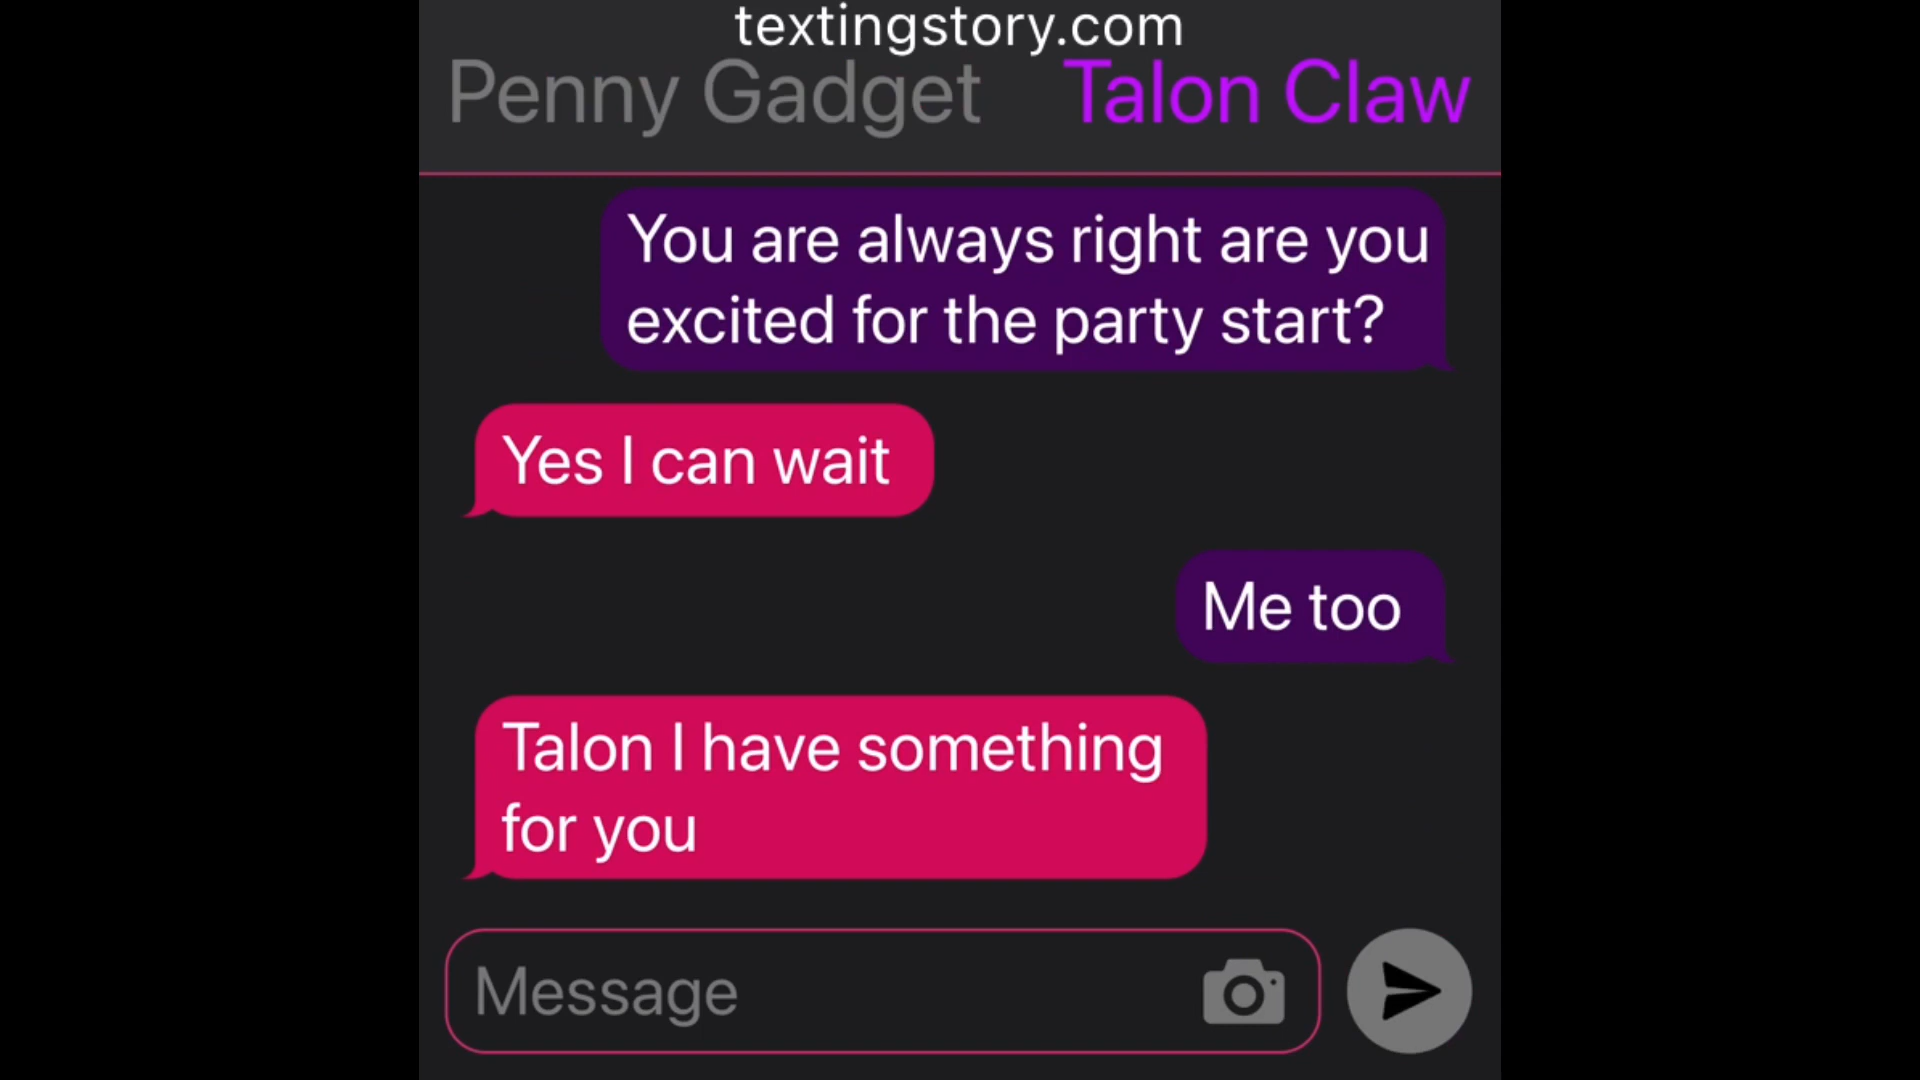 textingstory.com
Penny Gadget Talon Claw
You are always right are you
excited for the party start?
Yes I can wait
Me too
Talon I have something
for you
Message